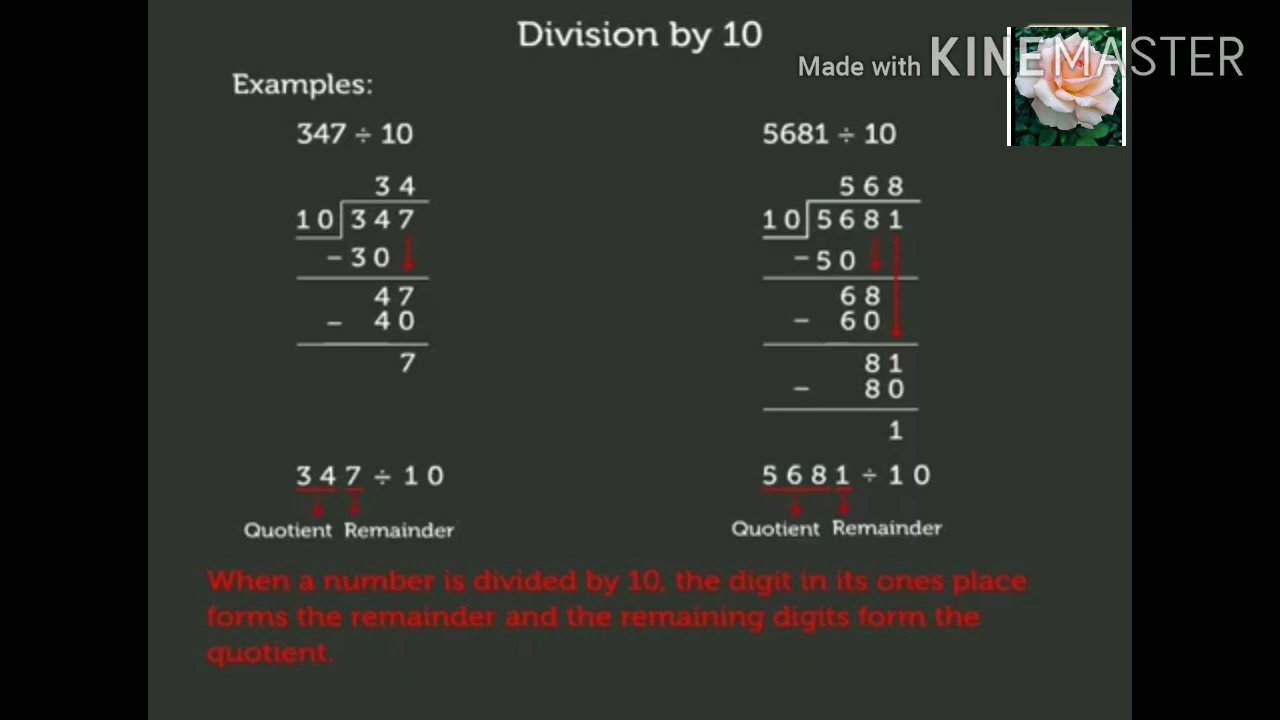 Division by 10
Made with KINEMASTER
Examples:
347 ÷ 10
34
10 347
− 30
47
− 40
7
347 ÷ 10
Quotient Remainder
5681 ÷ 10
568
10 5681
− 50
68
− 60
81
− 80
1
5681 ÷ 10
Quotient Remainder
When a number is divided by 10, the digit in its ones place
forms the remainder and the remaining digits form the
quotient.